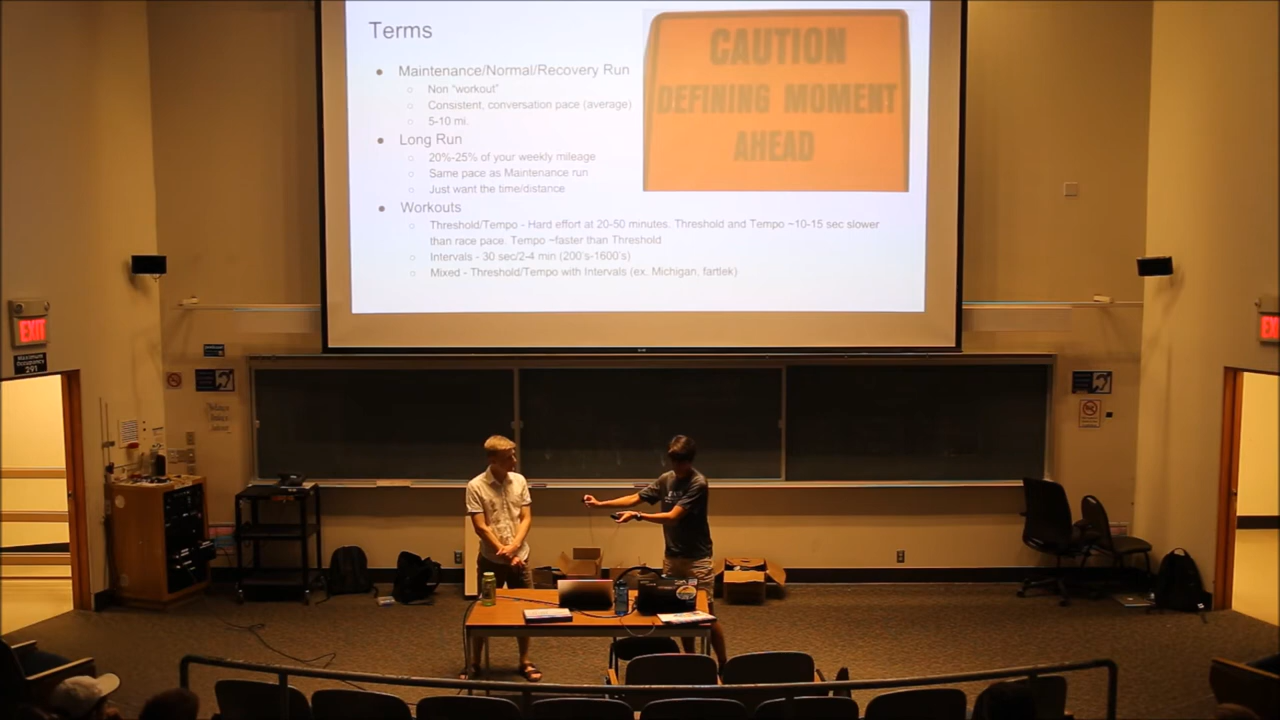 Terms
CAUTION
DEFINING MOMENT
AHEAD
● Maintenance/Normal/Recovery Run
○ Non "workout"
○ Consistent, conversation pace (average)
○ 5-10 mi.
● Long Run
○ 20%-25% of your weekly mileage
○ Same pace as Maintenance run
○ Just want the time/distance
● Workouts
○ Threshold/Tempo - Hard effort at 20-50 minutes. Threshold and Tempo ~10-15 sec slower
than race pace. Tempo ~faster than Threshold
○ Intervals - 30 sec/2-4 min (200's-1600's)
○ Mixed - Threshold/Tempo with Intervals (ex. Michigan, fartlek)
EXIT
EX
Maximum
Occupancy
291